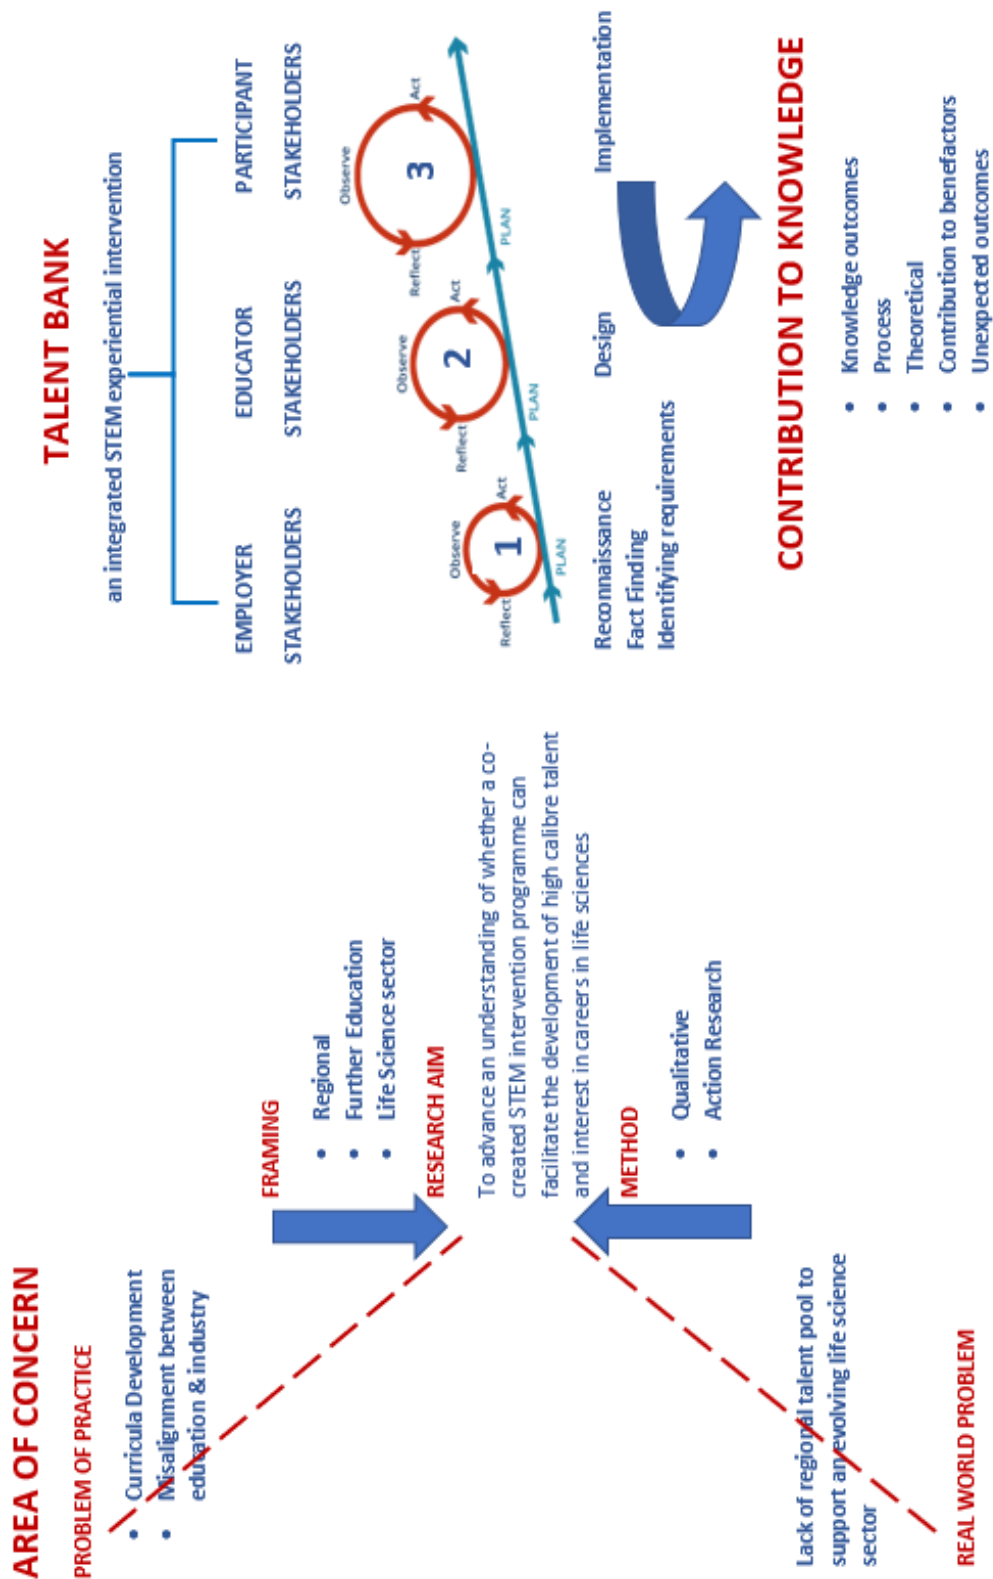 AREA OF CONCERN
PROBLEM OF PRACTICE
• Curricula Development
• Misalignment between
education & industry
FRAMING
• Regional
• Further Education
• Life Science sector
RESEARCH AIM
To advance an understanding of whether a co-
created STEM intervention programme can
facilitate the development of high calibre talent
and interest in careers in life sciences
METHOD
• Qualitative
• Action Research
Lack of regional talent pool to
support an evolving life science
sector
REAL WORLD PROBLEM
TALENT BANK
an integrated STEM experiential intervention
EMPLOYER
STAKEHOLDERS
EDUCATOR
STAKEHOLDERS
PARTICIPANT
STAKEHOLDERS
Observe
Reflect
1
Act
PLAN
Observe
Reflect
2
Act
PLAN
Observe
Reflect
3
Act
PLAN
Reconnaissance
Fact Finding
Identifying requirements
Design
Implementation
CONTRIBUTION TO KNOWLEDGE
• Knowledge outcomes
• Process
• Theoretical
• Contribution to benefactors
• Unexpected outcomes